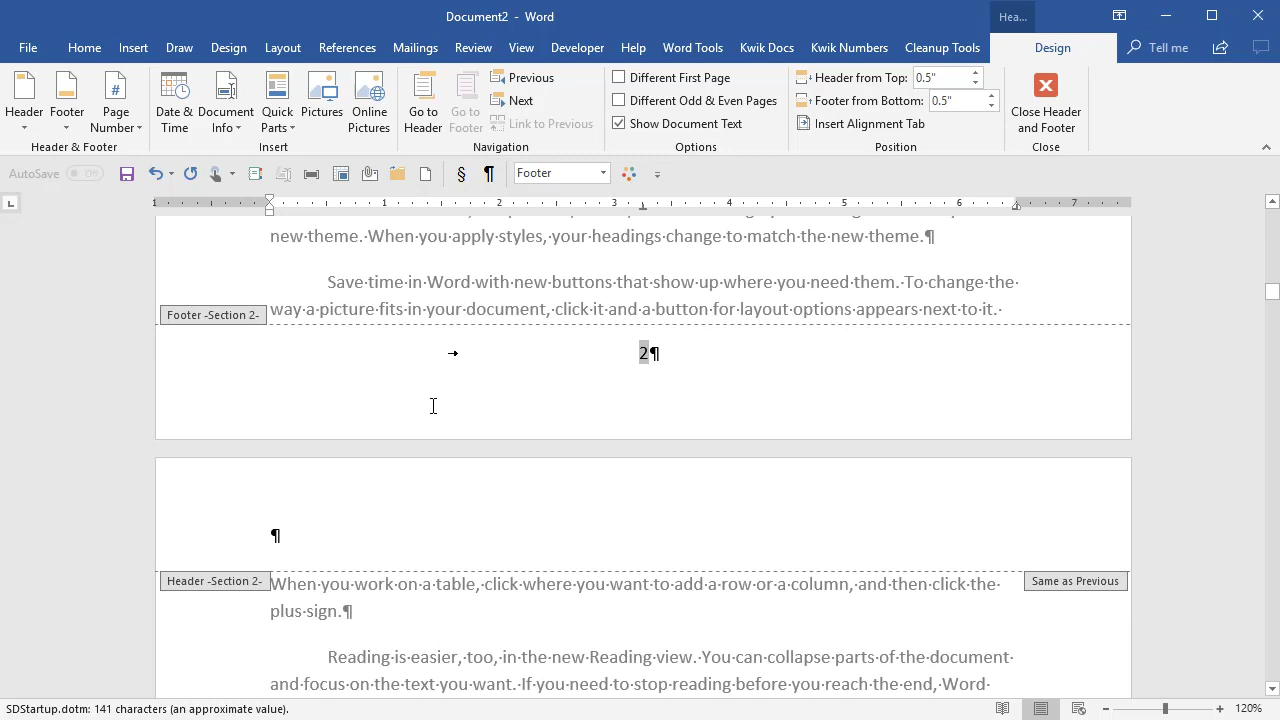 Document2 - Word
Hea...
File Home Insert Draw Design Layout References Mailings Review View Developer Help Word Tools Kwik Docs Kwik Numbers Cleanup Tools Design Tell me
Header
Footer
Page Number
Header & Footer
Date & Time
Document Info
Quick Parts
Pictures
Online Pictures
Insert
Go to Header
Go to Footer
Previous
Next
Link to Previous
Navigation
Different First Page
Different Odd & Even Pages
Show Document Text
Options
Header from Top: 0.5"
Footer from Bottom: 0.5"
Insert Alignment Tab
Position
Close Header and Footer
Close
AutoSave Off § ¶ Footer
1 1 2 3 4 5 6 7
new·theme.·When·you·apply·styles,·your·headings·change·to·match·the·new·theme.¶
Save·time·in·Word·with·new·buttons·that·show·up·where·you·need·them.·To·change·the·
way·a·picture·fits·in·your·document,·click·it·and·a·button·for·layout·options·appears·next·to·it.·
Footer -Section 2-
→ 2¶
¶
Header -Section 2-
Same as Previous
When·you·work·on·a·table,·click·where·you·want·to·add·a·row·or·a·column,·and·then·click·the·
plus·sign.¶
Reading·is·easier,·too,·in·the·new·Reading·view.·You·can·collapse·parts·of·the·document·
and·focus·on·the·text·you·want.·If·you·need·to·stop·reading·before·you·reach·the·end,·Word·
SDStartup.dotm: 141 characters (an approximate value).
120%